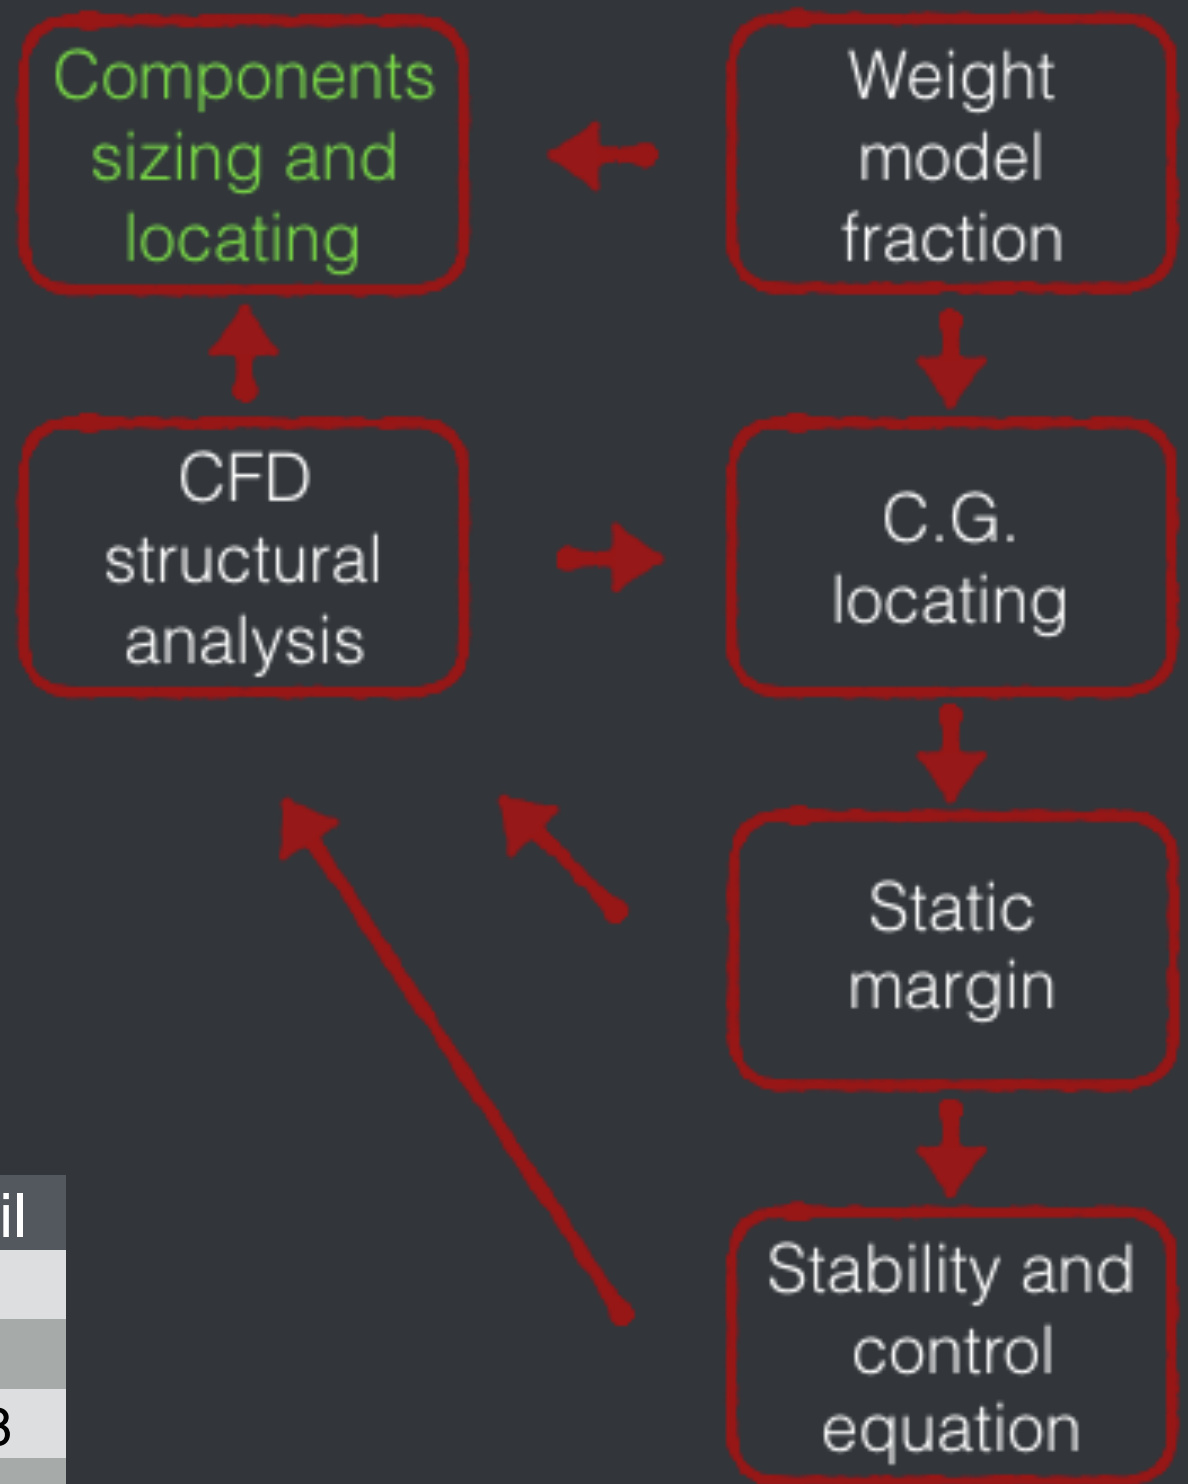 Components
sizing and
locating
Weight
model
fraction
CFD
structural
analysis
C.G.
locating
Static
margin
Stability and
control
equation